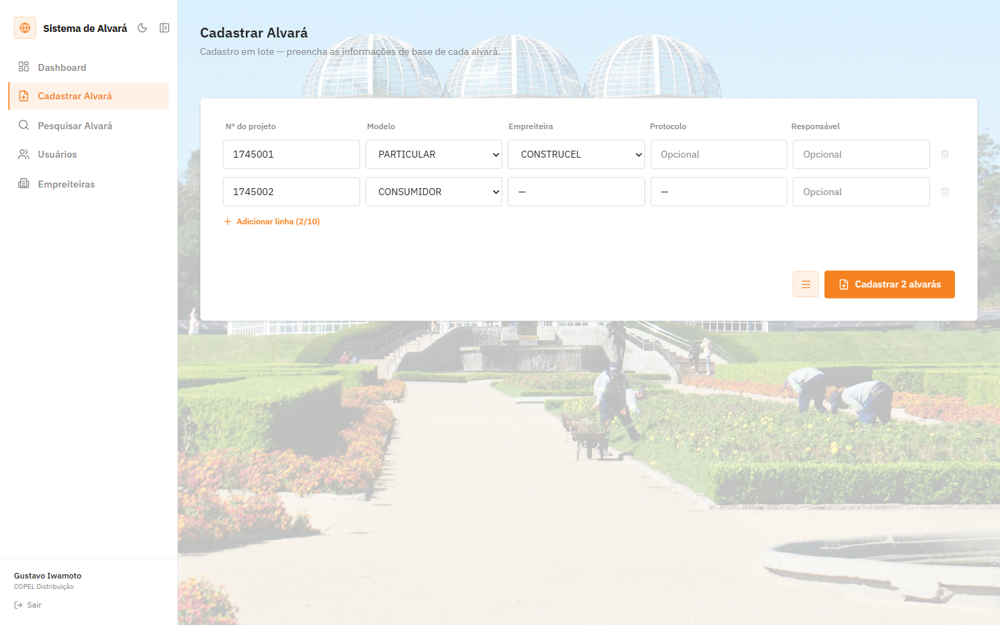 Sistema de Alvará
Dashboard
Cadastrar Alvará
Pesquisar Alvará
Usuários
Empreiteiras
Gustavo Iwamoto
COPEL Distribuição
Sair
Cadastrar Alvará
Cadastro em lote — preencha as informações de base de cada alvará.
Nº do projeto Modelo Empreiteira Protocolo Responsável
1745001 PARTICULAR CONSTRUCEL Opcional Opcional
1745002 CONSUMIDOR — — Opcional
+ Adicionar linha (2/10)
Cadastrar 2 alvarás